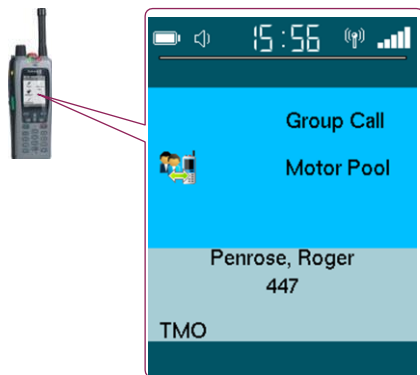 15:56
Group Call
Motor Pool
Penrose, Roger
447
TMO